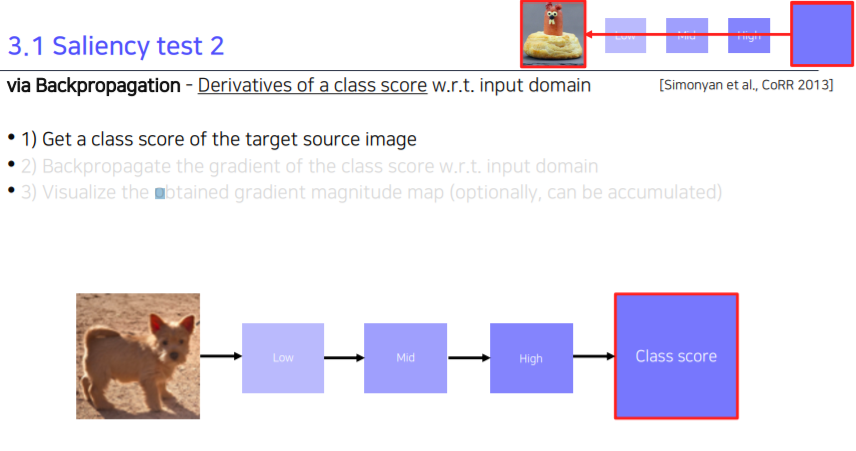 3.1 Saliency test 2
Low Mid High
via Backpropagation - Derivatives of a class score w.r.t. input domain
[Simonyan et al., CoRR 2013]
• 1) Get a class score of the target source image
• 2) Backpropagate the gradient of the class score w.r.t. input domain
• 3) Visualize the obtained gradient magnitude map (optionally, can be accumulated)
Low Mid High Class score